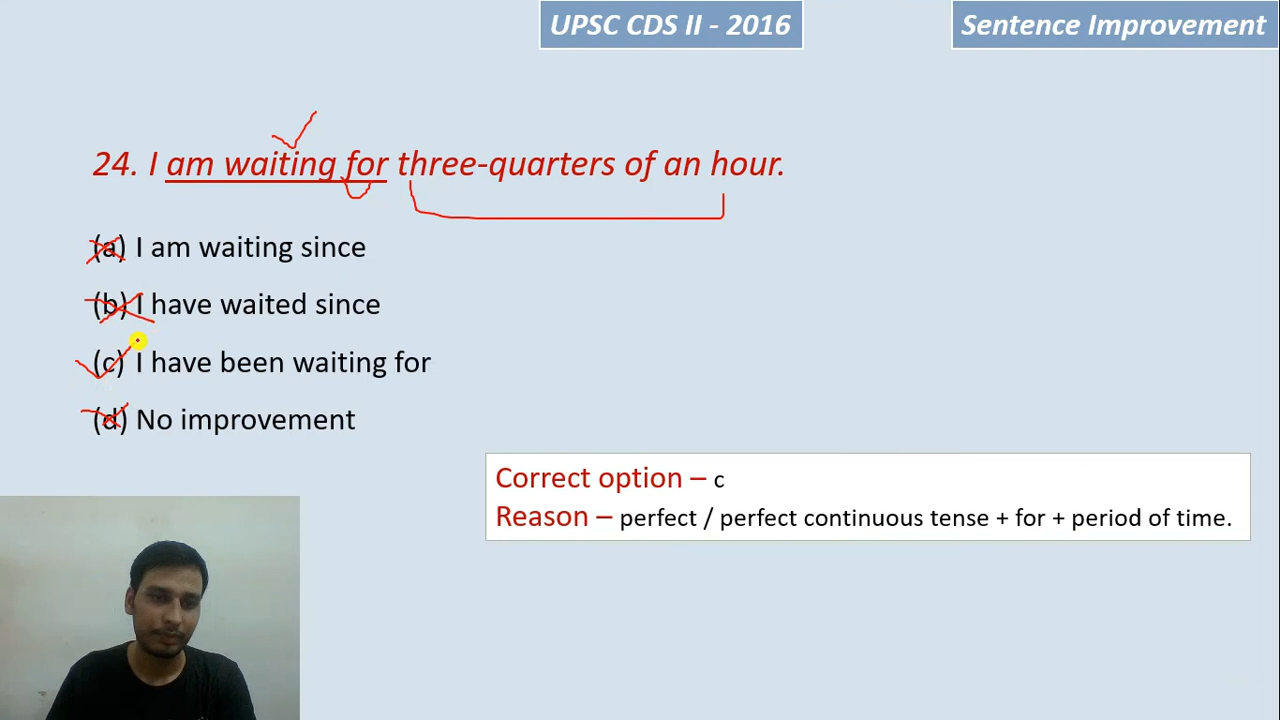 UPSC CDS II - 2016
Sentence Improvement
24. I am waiting for three-quarters of an hour.
(a) I am waiting since
(b) I have waited since
(c) I have been waiting for
(d) No improvement
Correct option – c
Reason – perfect / perfect continuous tense + for + period of time.